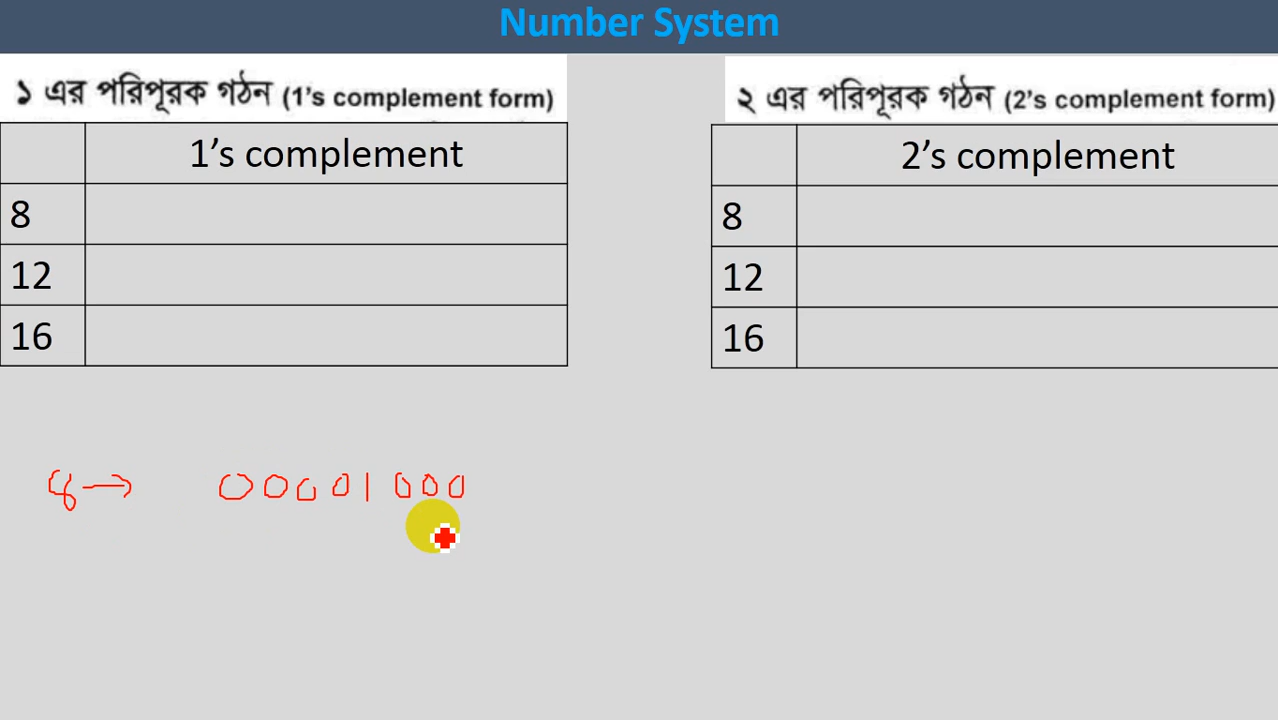 Number System
১ এর পরিপূরক গঠন (1's complement form)
1’s complement
8
12
16
২ এর পরিপূরক গঠন (2's complement form)
2’s complement
8
12
16
8 → 00001000